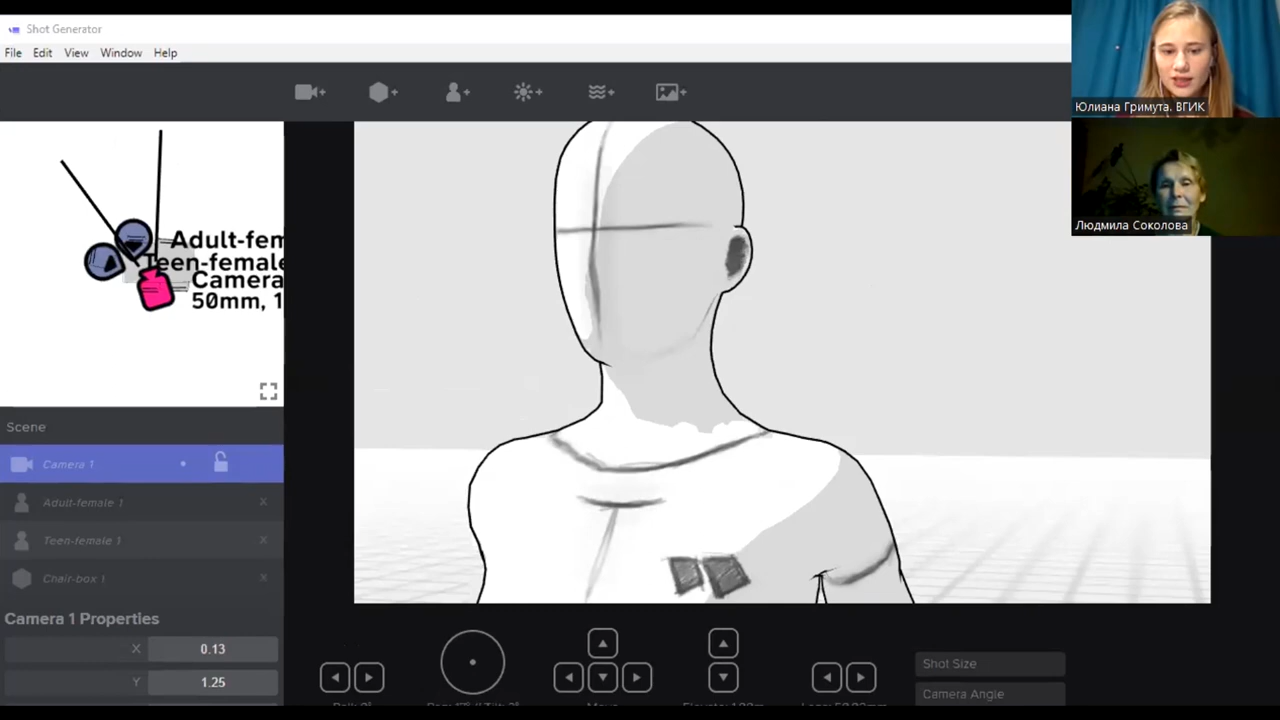 Shot Generator
File Edit View Window Help
Юлиана Гримута. ВГИК
Людмила Соколова
Adult-fem
Teen-female
Camera
50mm, 1
Scene
Camera 1
Adult-female 1 x
Teen-female 1 x
Chair-box 1 x
Camera 1 Properties
X 0.13
Y 1.25
Shot Size
Camera Angle